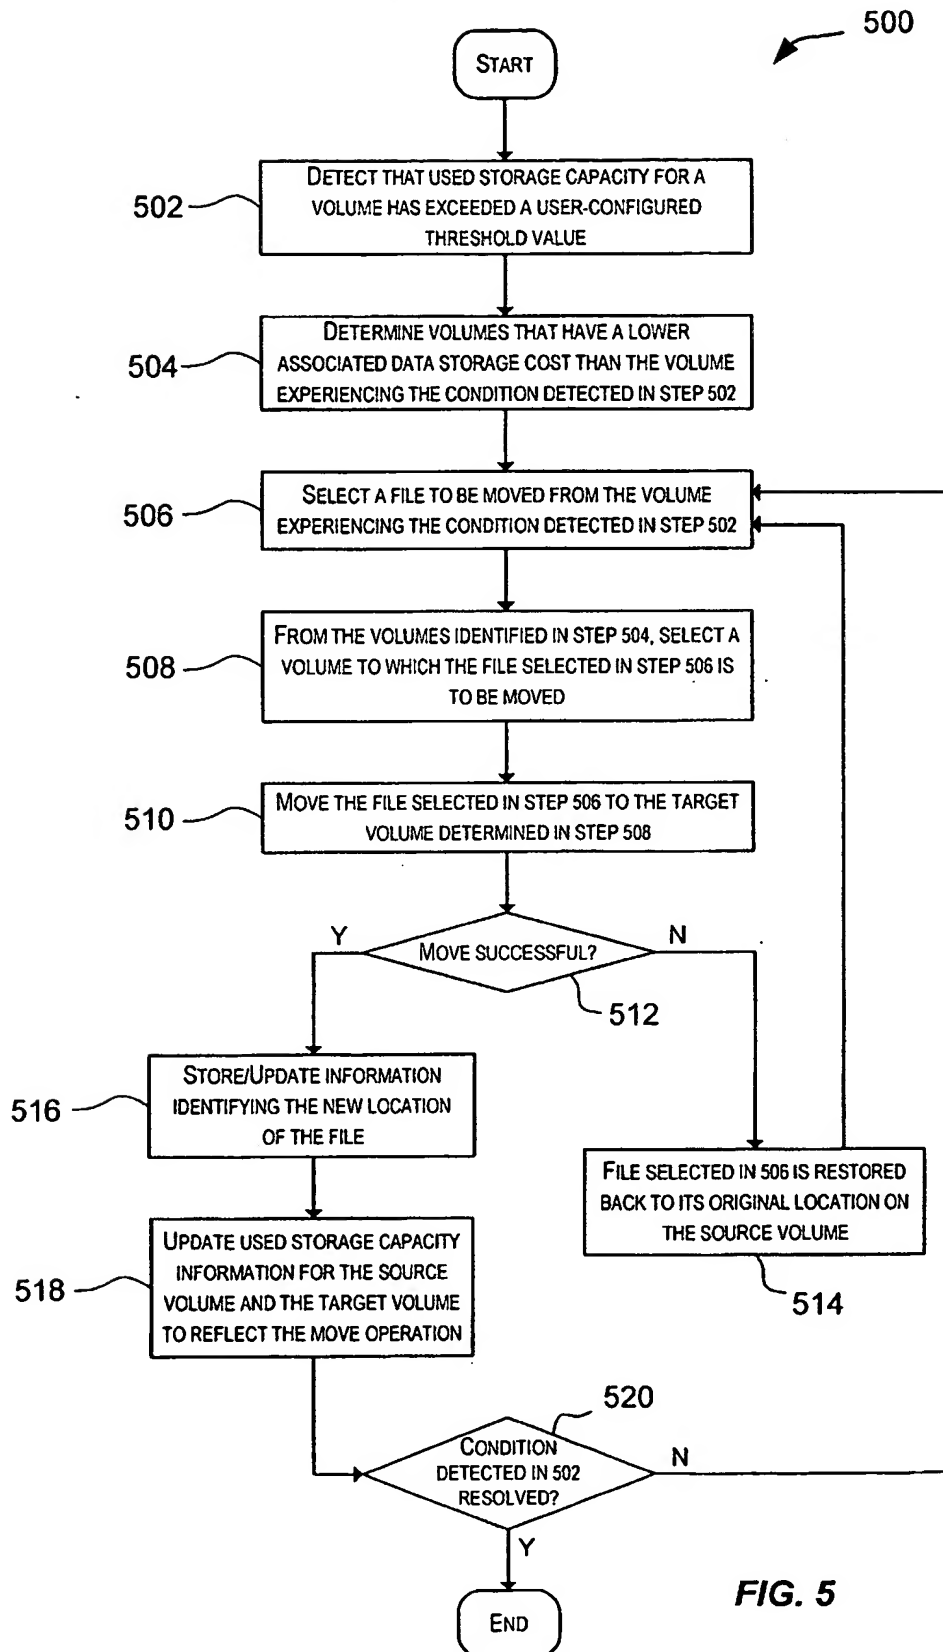 500
START
DETECT THAT USED STORAGE CAPACITY FOR A
VOLUME HAS EXCEEDED A USER-CONFIGURED
THRESHOLD VALUE
502
DETERMINE VOLUMES THAT HAVE A LOWER
ASSOCIATED DATA STORAGE COST THAN THE VOLUME
EXPERIENCING THE CONDITION DETECTED IN STEP 502
504
SELECT A FILE TO BE MOVED FROM THE VOLUME
EXPERIENCING THE CONDITION DETECTED IN STEP 502
506
FROM THE VOLUMES IDENTIFIED IN STEP 504, SELECT A
VOLUME TO WHICH THE FILE SELECTED IN STEP 506 IS
TO BE MOVED
508
MOVE THE FILE SELECTED IN STEP 506 TO THE TARGET
VOLUME DETERMINED IN STEP 508
510
Y
MOVE SUCCESSFUL?
N
512
STORE/UPDATE INFORMATION
IDENTIFYING THE NEW LOCATION
OF THE FILE
516
FILE SELECTED IN 506 IS RESTORED
BACK TO ITS ORIGINAL LOCATION ON
THE SOURCE VOLUME
514
UPDATE USED STORAGE CAPACITY
INFORMATION FOR THE SOURCE
VOLUME AND THE TARGET VOLUME
TO REFLECT THE MOVE OPERATION
518
520
CONDITION
DETECTED IN 502
RESOLVED?
N
Y
END
FIG. 5